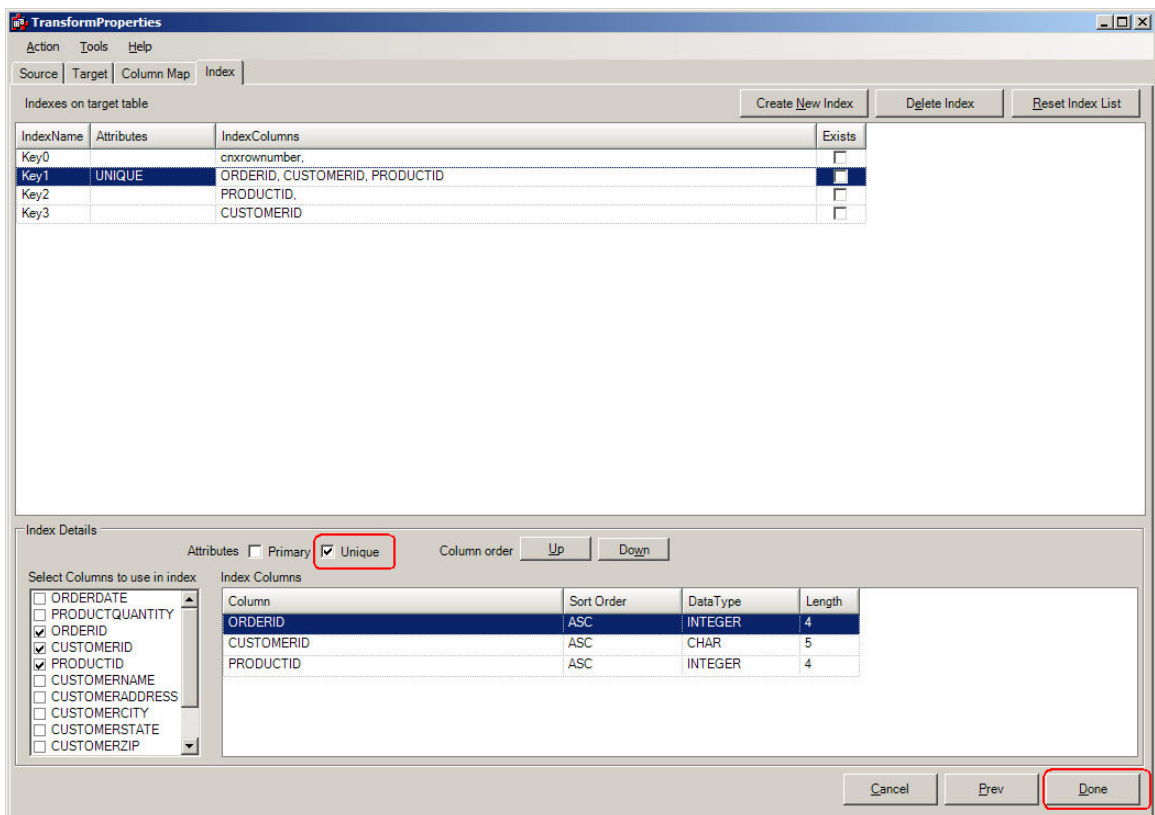 TransformProperties
Action Tools Help
Source Target Column Map Index
Indexes on target table Create New Index Delete Index Reset Index List
IndexName Attributes IndexColumns Exists
Key0 cnxrownumber,
Key1 UNIQUE ORDERID, CUSTOMERID, PRODUCTID
Key2 PRODUCTID,
Key3 CUSTOMERID
Index Details
Attributes Primary Unique Column order Up Down
Select Columns to use in index Index Columns
ORDERDATE
PRODUCTQUANTITY
ORDERID
CUSTOMERID
PRODUCTID
CUSTOMERNAME
CUSTOMERADDRESS
CUSTOMERCITY
CUSTOMERSTATE
CUSTOMERZIP
Column Sort Order DataType Length
ORDERID ASC INTEGER 4
CUSTOMERID ASC CHAR 5
PRODUCTID ASC INTEGER 4
Cancel Prev Done